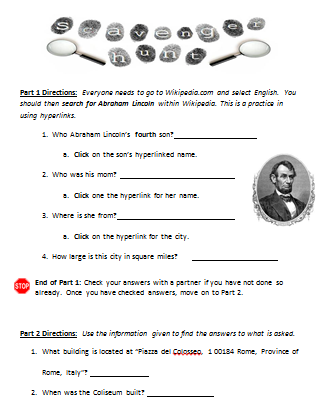 Scavenger
hunt
Part 1 Directions: Everyone needs to go to Wikipedia.com and select English. You
should then search for Abraham Lincoln within Wikipedia. This is a practice in
using hyperlinks.
1. Who Abraham Lincoln's fourth son?
a. Click on the son's hyperlinked name.
2. Who was his mom?
a. Click one the hyperlink for her name.
3. Where is she from?
a. Click on the hyperlink for the city.
4. How large is this city in square miles?
STOP
End of Part 1: Check your answers with a partner if you have not done so
already. Once you have checked answers, move on to Part 2.
Part 2 Directions: Use the information given to find the answers to what is asked.
1. What building is located at "Piazza del Colosseo, 1 00184 Rome, Province of
Rome, Italy"?
2. When was the Coliseum built?